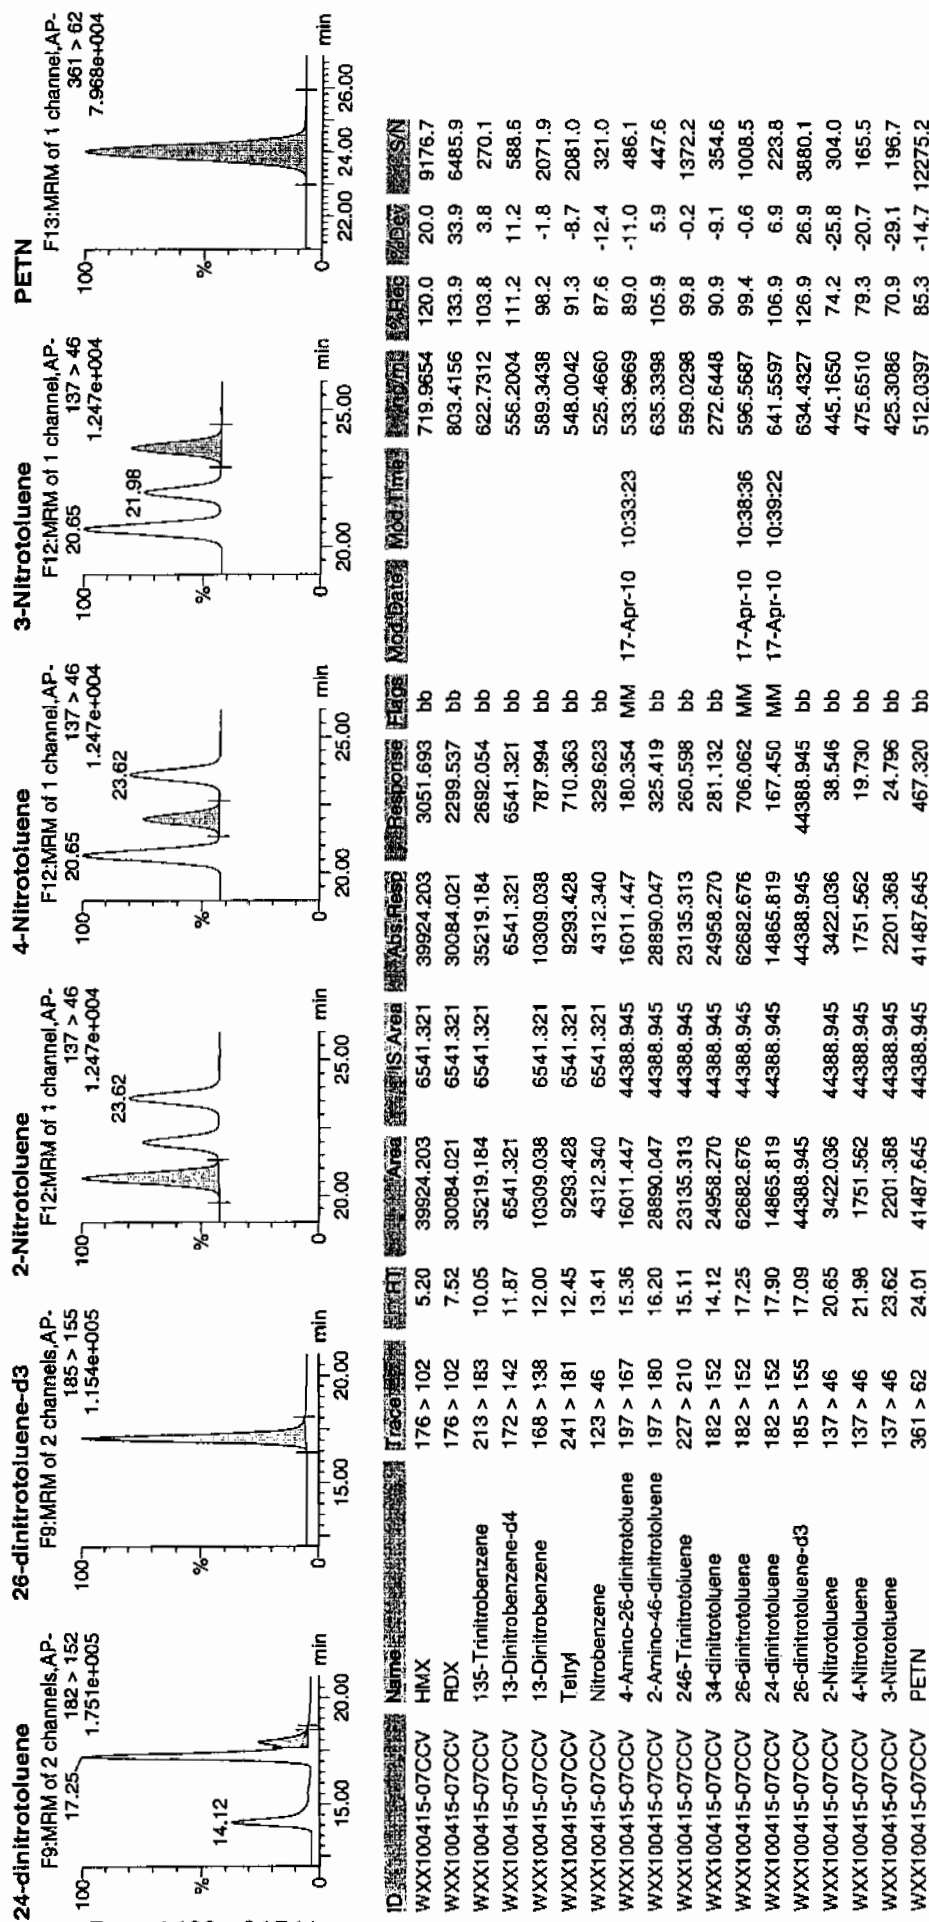 24-dinitrotoluene
F9:MRM of 2 channels,AP-
182 > 152
1.751e+005
100
17.25
14.12
%
0
15.00
20.00
min
26-dinitrotoluene-d3
F9:MRM of 2 channels,AP-
185 > 155
1.154e+005
100
%
0
15.00
20.00
min
2-Nitrotoluene
F12:MRM of 1 channel,AP-
137 > 46
1.247e+004
100
23.62
%
0
20.00
25.00
min
4-Nitrotoluene
F12:MRM of 1 channel,AP-
137 > 46
1.247e+004
100
20.65
23.62
%
0
20.00
25.00
min
3-Nitrotoluene
F12:MRM of 1 channel,AP-
137 > 46
1.247e+004
100
20.65
21.98
%
0
20.00
25.00
min
PETN
F13:MRM of 1 channel,AP-
361 > 62
7.968e+004
100
%
0
22.00
24.00
26.00
min
ID Name Trace RT Area IS Area Abs.Resp Response Flags Mod.Date Mod.Time ng/mL %Rec %Dev S/N
WXX100415-07CCV HMX 176 > 102 5.20 39924.203 6541.321 39924.203 3051.693 bb 719.9654 120.0 20.0 9176.7
WXX100415-07CCV RDX 176 > 102 7.52 30084.021 6541.321 30084.021 2299.537 bb 803.4156 133.9 33.9 6485.9
WXX100415-07CCV 135-Trinitrobenzene 213 > 183 10.05 35219.184 6541.321 35219.184 2692.054 bb 622.7312 103.8 3.8 270.1
WXX100415-07CCV 13-Dinitrobenzene-d4 172 > 142 11.87 6541.321 6541.321 6541.321 bb 556.2004 111.2 11.2 588.6
WXX100415-07CCV 13-Dinitrobenzene 168 > 138 12.00 10309.038 6541.321 10309.038 787.994 bb 589.3438 98.2 -1.8 2071.9
WXX100415-07CCV Tetryl 241 > 181 12.45 9293.428 6541.321 9293.428 710.363 bb 548.0042 91.3 -8.7 2081.0
WXX100415-07CCV Nitrobenzene 123 > 46 13.41 4312.340 6541.321 4312.340 329.623 bb 525.4660 87.6 -12.4 321.0
WXX100415-07CCV 4-Amino-26-dinitrotoluene 197 > 167 15.36 16011.447 44388.945 16011.447 180.354 MM 17-Apr-10 10:33:23 533.9669 89.0 -11.0 486.1
WXX100415-07CCV 2-Amino-46-dinitrotoluene 197 > 180 16.20 28890.047 44388.945 28890.047 325.419 bb 635.3398 105.9 5.9 447.6
WXX100415-07CCV 246-Trinitrotoluene 227 > 210 15.11 23135.313 44388.945 23135.313 260.598 bb 599.0298 99.8 -0.2 1372.2
WXX100415-07CCV 34-dinitrotoluene 182 > 152 14.12 24958.270 44388.945 24958.270 281.132 bb 272.6448 90.9 -9.1 354.6
WXX100415-07CCV 26-dinitrotoluene 182 > 152 17.25 62682.676 44388.945 62682.676 706.062 MM 17-Apr-10 10:38:36 596.5687 99.4 -0.6 1008.5
WXX100415-07CCV 24-dinitrotoluene 182 > 152 17.90 14865.819 44388.945 14865.819 167.450 MM 17-Apr-10 10:39:22 641.5597 106.9 6.9 223.8
WXX100415-07CCV 26-dinitrotoluene-d3 185 > 155 17.09 44388.945 44388.945 44388.945 bb 634.4327 126.9 26.9 3880.1
WXX100415-07CCV 2-Nitrotoluene 137 > 46 20.65 3422.036 44388.945 3422.036 38.546 bb 445.1650 74.2 -25.8 304.0
WXX100415-07CCV 4-Nitrotoluene 137 > 46 21.98 1751.562 44388.945 1751.562 19.730 bb 475.6510 79.3 -20.7 165.5
WXX100415-07CCV 3-Nitrotoluene 137 > 46 23.62 2201.368 44388.945 2201.368 24.796 bb 425.3086 70.9 -29.1 196.7
WXX100415-07CCV PETN 361 > 62 24.01 41487.645 44388.945 41487.645 467.320 bb 512.0397 85.3 -14.7 12275.2